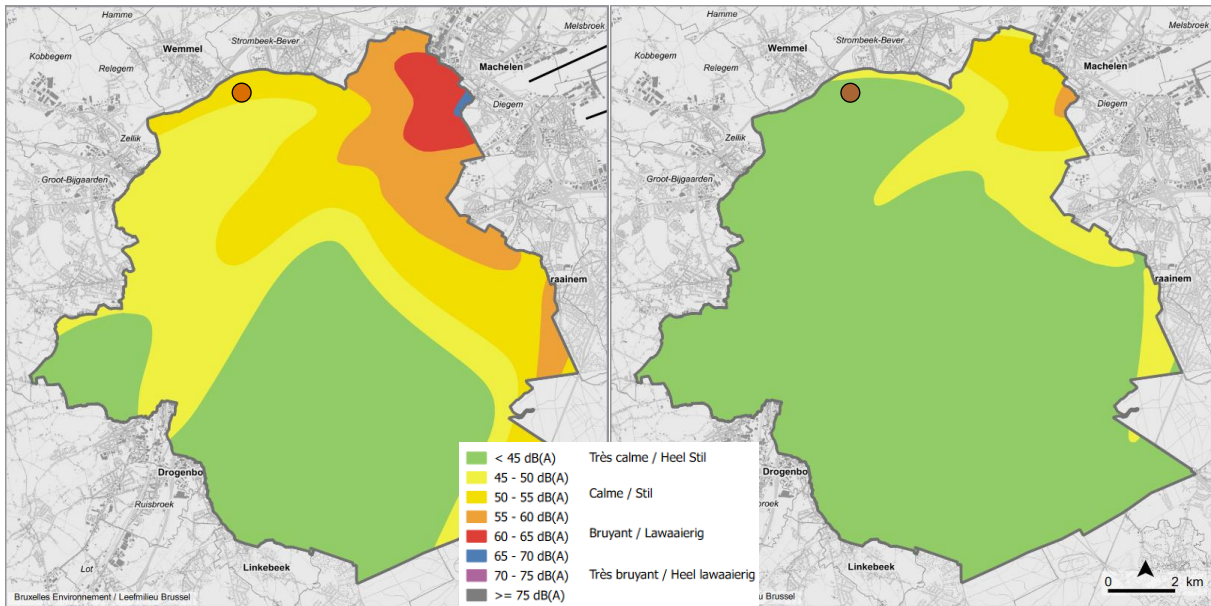 Hamme
Melsbroek
Strombeek-Bever
Wemmel
Kobbegem
Relegem
Machelen
Diegem
Zellik
Groot-Bijgaarden
raainem
Drogenbo
Ruisbroek
Lot
Linkebeek
Bruxelles Environnement / Leefmilieu Brussel
Hamme
Melsbroek
Strombeek-Bever
Wemmel
Kobbegem
Relegem
Machelen
Diegem
Zellik
Groot-Bijgaarden
raainem
Drogenbo
Ruisbroek
Lot
Linkebeek
u Brussel
0 2 km
< 45 dB(A) Très calme / Heel Stil
45 - 50 dB(A)
50 - 55 dB(A) Calme / Stil
55 - 60 dB(A)
60 - 65 dB(A) Bruyant / Lawaaierig
65 - 70 dB(A)
70 - 75 dB(A) Très bruyant / Heel lawaaierig
>= 75 dB(A)